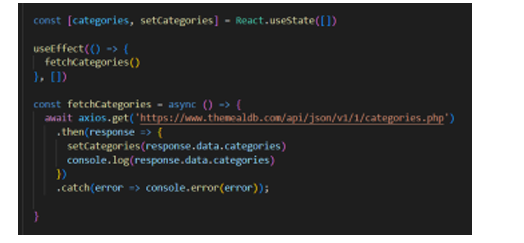 const [categories, setCategories] = React.useState([])
useEffect(() => {
fetchCategories()
}, [])
const fetchCategories = async () => {
await axios.get('https://www.themealdb.com/api/json/v1/1/categories.php')
.then(response => {
setCategories(response.data.categories)
console.log(response.data.categories)
})
.catch(error => console.error(error));
}